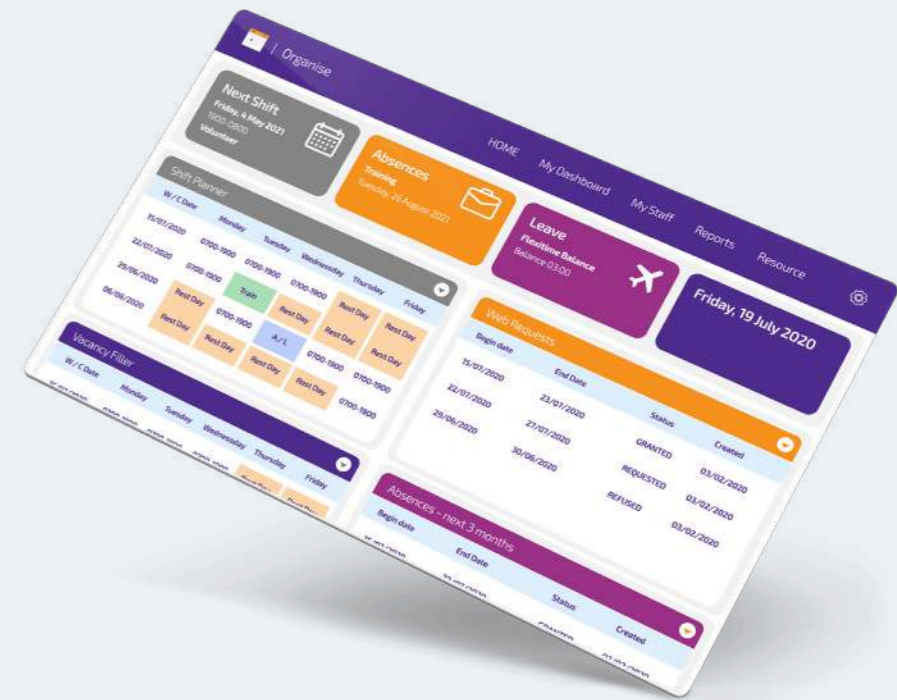 Organise
HOME My Dashboard My Staff Reports Resource
Next Shift
Friday, 4 May 2021
1900-0800
Volunteer
Absences
Training
Tuesday, 26 August 2021
Leave
Flexitime Balance
Balance 03:00
Friday, 19 July 2020
Shift Planner
W / C Date Monday Tuesday Wednesday Thursday Friday
15/07/2020 0700-1900 0700-1900 0700-1900 Rest Day Rest Day
22/07/2020 0700-1900 Train Rest Day Rest Day Rest Day
29/06/2020 Rest Day 0700-1900 A / L 0700-1900 0700-1900
06/06/2020 Rest Day Rest Day Rest Day Rest Day 0700-1900
Web Requests
Begin date End Date Status Created
15/07/2020 23/07/2020 GRANTED 03/02/2020
22/07/2020 27/07/2020 REQUESTED 03/02/2020
29/06/2020 30/06/2020 REFUSED 03/02/2020
Vacancy Filler
W / C Date Monday Tuesday Wednesday Thursday Friday
Absences - next 3 months
Begin date End Date Status Created